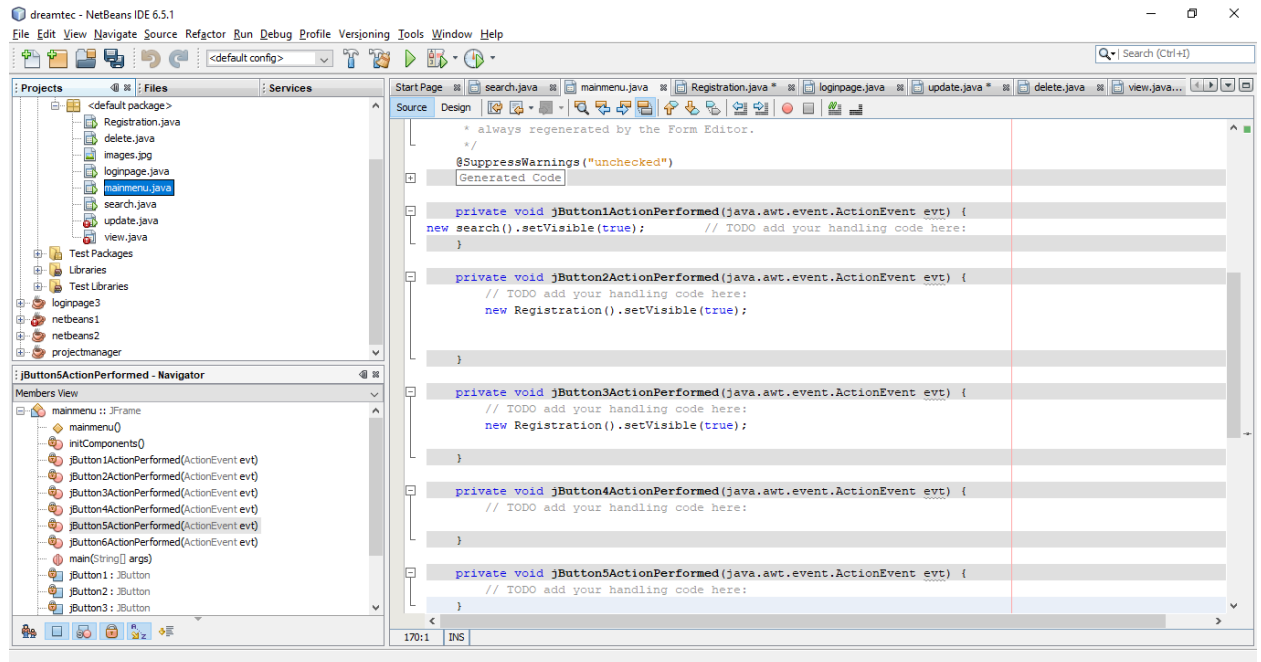 dreamtec - NetBeans IDE 6.5.1
File Edit View Navigate Source Refactor Run Debug Profile Versioning Tools Window Help
<default config>
Search (Ctrl+I)
Projects Files Services
<default package>
Registration.java
delete.java
images.jpg
loginpage.java
mainmenu.java
search.java
update.java
view.java
Test Packages
Libraries
Test Libraries
loginpage3
netbeans1
netbeans2
projectmanager
jButton5ActionPerformed - Navigator
Members View
mainmenu :: JFrame
mainmenu()
initComponents()
jButton1ActionPerformed(ActionEvent evt)
jButton2ActionPerformed(ActionEvent evt)
jButton3ActionPerformed(ActionEvent evt)
jButton4ActionPerformed(ActionEvent evt)
jButton5ActionPerformed(ActionEvent evt)
jButton6ActionPerformed(ActionEvent evt)
main(String[] args)
jButton1 : JButton
jButton2 : JButton
jButton3 : JButton
Start Page search.java mainmenu.java Registration.java * loginpage.java update.java * delete.java view.java...
Source Design
* always regenerated by the Form Editor.
*/
@SuppressWarnings("unchecked")
Generated Code
private void jButton1ActionPerformed(java.awt.event.ActionEvent evt) {
new search().setVisible(true); // TODO add your handling code here:
}
private void jButton2ActionPerformed(java.awt.event.ActionEvent evt) {
// TODO add your handling code here:
new Registration().setVisible(true);
}
private void jButton3ActionPerformed(java.awt.event.ActionEvent evt) {
// TODO add your handling code here:
new Registration().setVisible(true);
}
private void jButton4ActionPerformed(java.awt.event.ActionEvent evt) {
// TODO add your handling code here:
}
private void jButton5ActionPerformed(java.awt.event.ActionEvent evt) {
// TODO add your handling code here:
}
170:1 INS